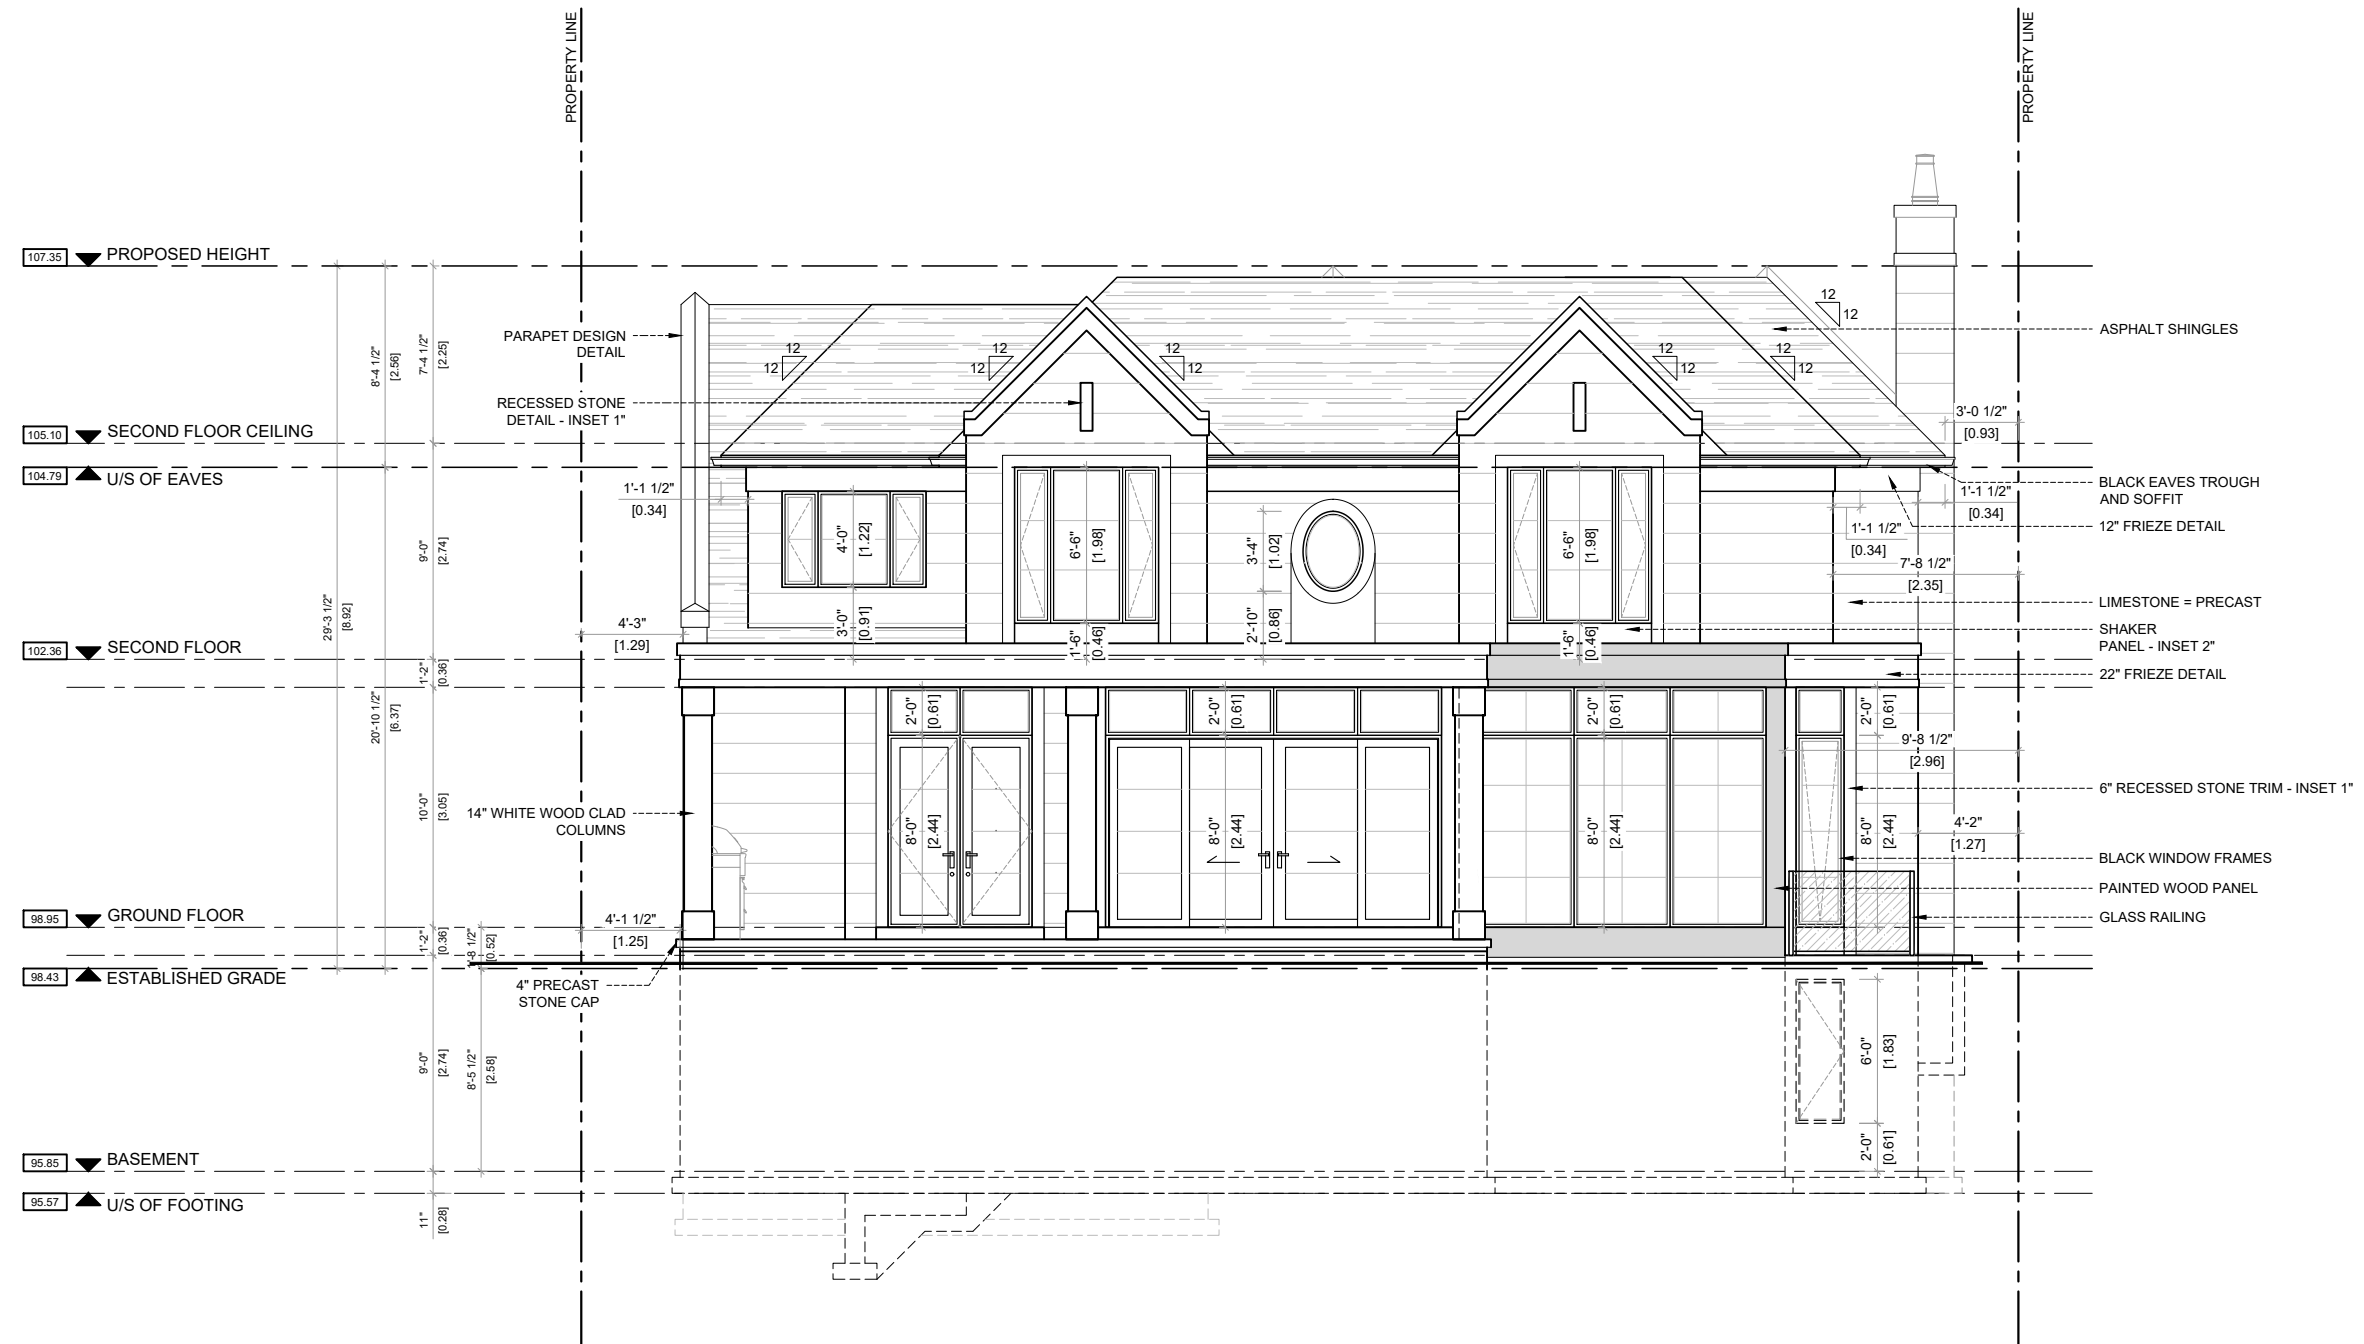 PROPERTY LINE
PROPERTY LINE
107.35 PROPOSED HEIGHT
105.10 SECOND FLOOR CEILING
104.79 U/S OF EAVES
102.36 SECOND FLOOR
98.95 GROUND FLOOR
98.43 ESTABLISHED GRADE
95.85 BASEMENT
95.57 U/S OF FOOTING
29'-3 1/2"
[8.92]
8'-4 1/2"
[2.56]
20'-10 1/2"
[6.37]
7'-4 1/2"
[2.25]
9'-0"
[2.74]
1'-2"
[0.36]
10'-0"
[3.05]
1'-2"
[0.36]
9'-0"
[2.74]
11"
[0.28]
[0.52]
8'-5 1/2"
[2.58]
PARAPET DESIGN
DETAIL
RECESSED STONE
DETAIL - INSET 1"
1'-1 1/2"
[0.34]
4'-3"
[1.29]
14" WHITE WOOD CLAD
COLUMNS
4'-1 1/2"
[1.25]
4" PRECAST
STONE CAP
12
12
12
12
12
12
12
12
12
12
12
12
4'-0"
[1.22]
3'-0"
[0.91]
6'-6"
[1.98]
1'-6"
[0.46]
3'-4"
[1.02]
2'-10"
[0.86]
6'-6"
[1.98]
1'-6"
[0.46]
2'-0"
[0.61]
8'-0"
[2.44]
2'-0"
[0.61]
8'-0"
[2.44]
2'-0"
[0.61]
8'-0"
[2.44]
2'-0"
[0.61]
8'-0"
[2.44]
6'-0"
[1.83]
2'-0"
[0.61]
3'-0 1/2"
[0.93]
1'-1 1/2"
[0.34]
1'-1 1/2"
[0.34]
7'-8 1/2"
[2.35]
9'-8 1/2"
[2.96]
4'-2"
[1.27]
ASPHALT SHINGLES
BLACK EAVES TROUGH
AND SOFFIT
12" FRIEZE DETAIL
LIMESTONE = PRECAST
SHAKER
PANEL - INSET 2"
22" FRIEZE DETAIL
6" RECESSED STONE TRIM - INSET 1"
BLACK WINDOW FRAMES
PAINTED WOOD PANEL
GLASS RAILING